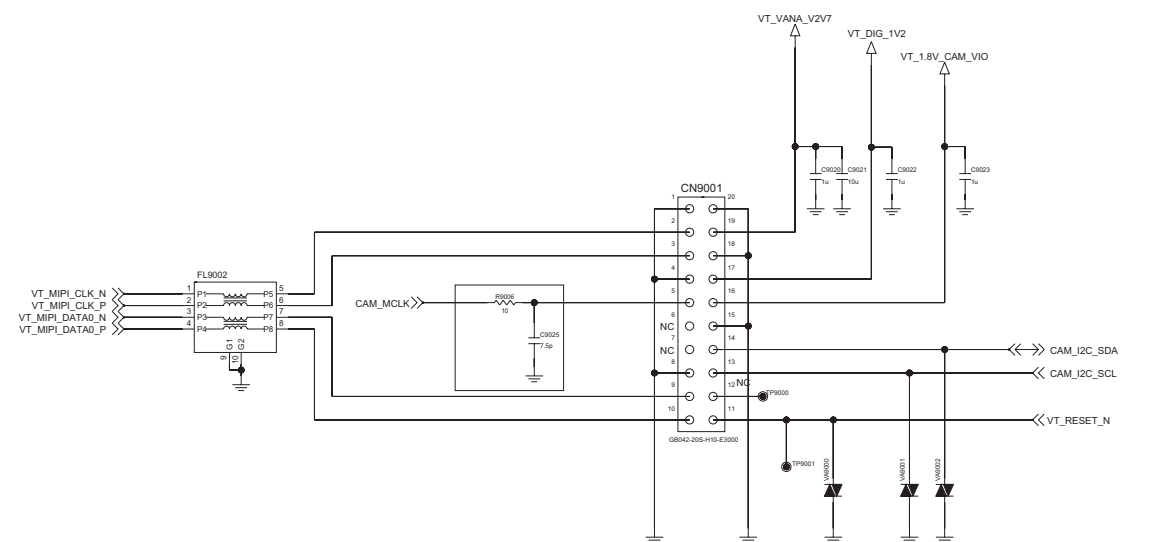 VT_VANA_V2V7
VT_DIG_1V2
VT_1.8V_CAM_VIO
C9020
1u
C9021
10u
C9022
1u
C9023
1u
CN9001
1
20
2
19
3
18
4
17
5
16
6
15
7
14
8
13
9
12
10
11
NC
NC
NC
GB042-20S-H10-E3000
FL9002
VT_MIPI_CLK_N
1
P1
P5
5
VT_MIPI_CLK_P
2
P2
P6
6
VT_MIPI_DATA0_N
3
P3
P7
7
VT_MIPI_DATA0_P
4
P4
P8
8
G1
G2
9
10
CAM_MCLK
R9006
10
C9025
7.5p
CAM_I2C_SDA
CAM_I2C_SCL
TP9000
VT_RESET_N
TP9001
VA9000
VA9001
VA9002